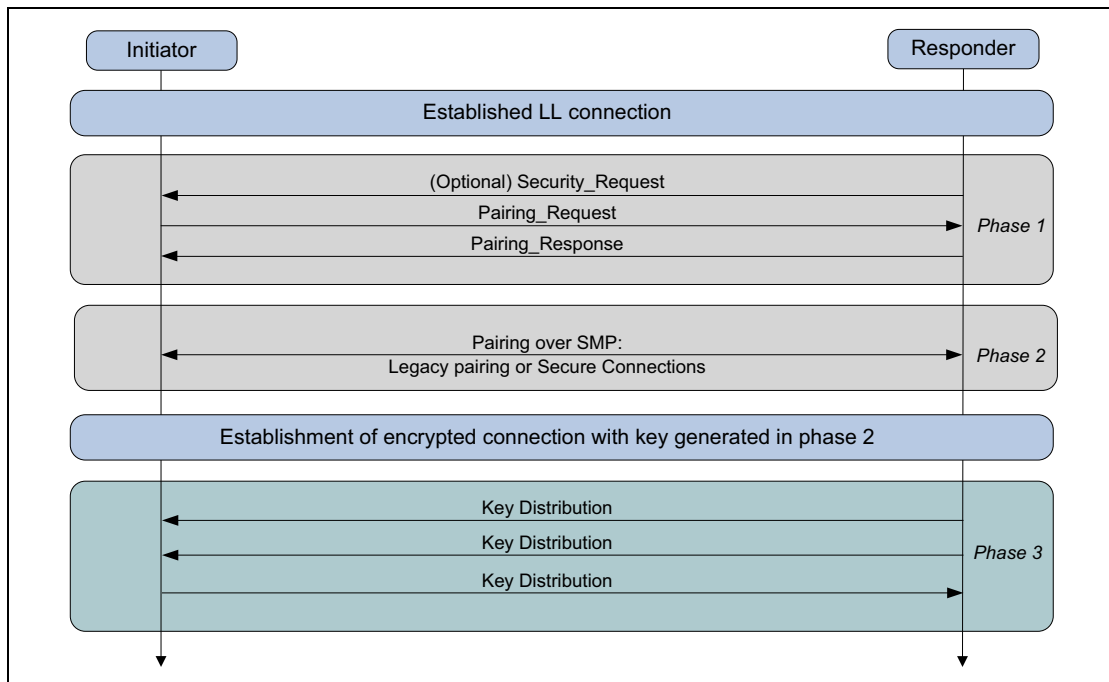 Initiator
Responder
Established LL connection
(Optional) Security_Request
Pairing_Request
Phase 1
Pairing_Response
Pairing over SMP:
Legacy pairing or Secure Connections
Phase 2
Establishment of encrypted connection with key generated in phase 2
Key Distribution
Key Distribution
Phase 3
Key Distribution